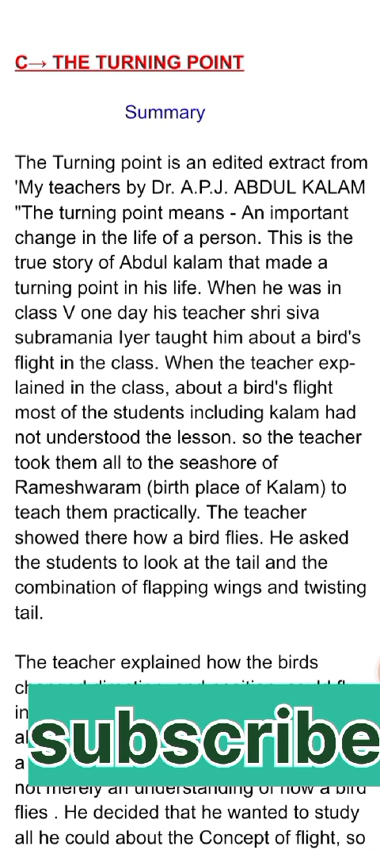 C→ THE TURNING POINT
Summary
The Turning point is an edited extract from
'My teachers by Dr. A.P.J. ABDUL KALAM
"The turning point means - An important
change in the life of a person. This is the
true story of Abdul kalam that made a
turning point in his life. When he was in
class V one day his teacher shri siva
subramania Iyer taught him about a bird's
flight in the class. When the teacher exp-
lained in the class, about a bird's flight
most of the students including kalam had
not understood the lesson. so the teacher
took them all to the seashore of
Rameshwaram (birth place of Kalam) to
teach them practically. The teacher
showed there how a bird flies. He asked
the students to look at the tail and the
combination of flapping wings and twisting
tail.
The teacher explained how the birds
in
subscribe
a
not merely an understanding of how a bird
flies . He decided that he wanted to study
all he could about the Concept of flight, so